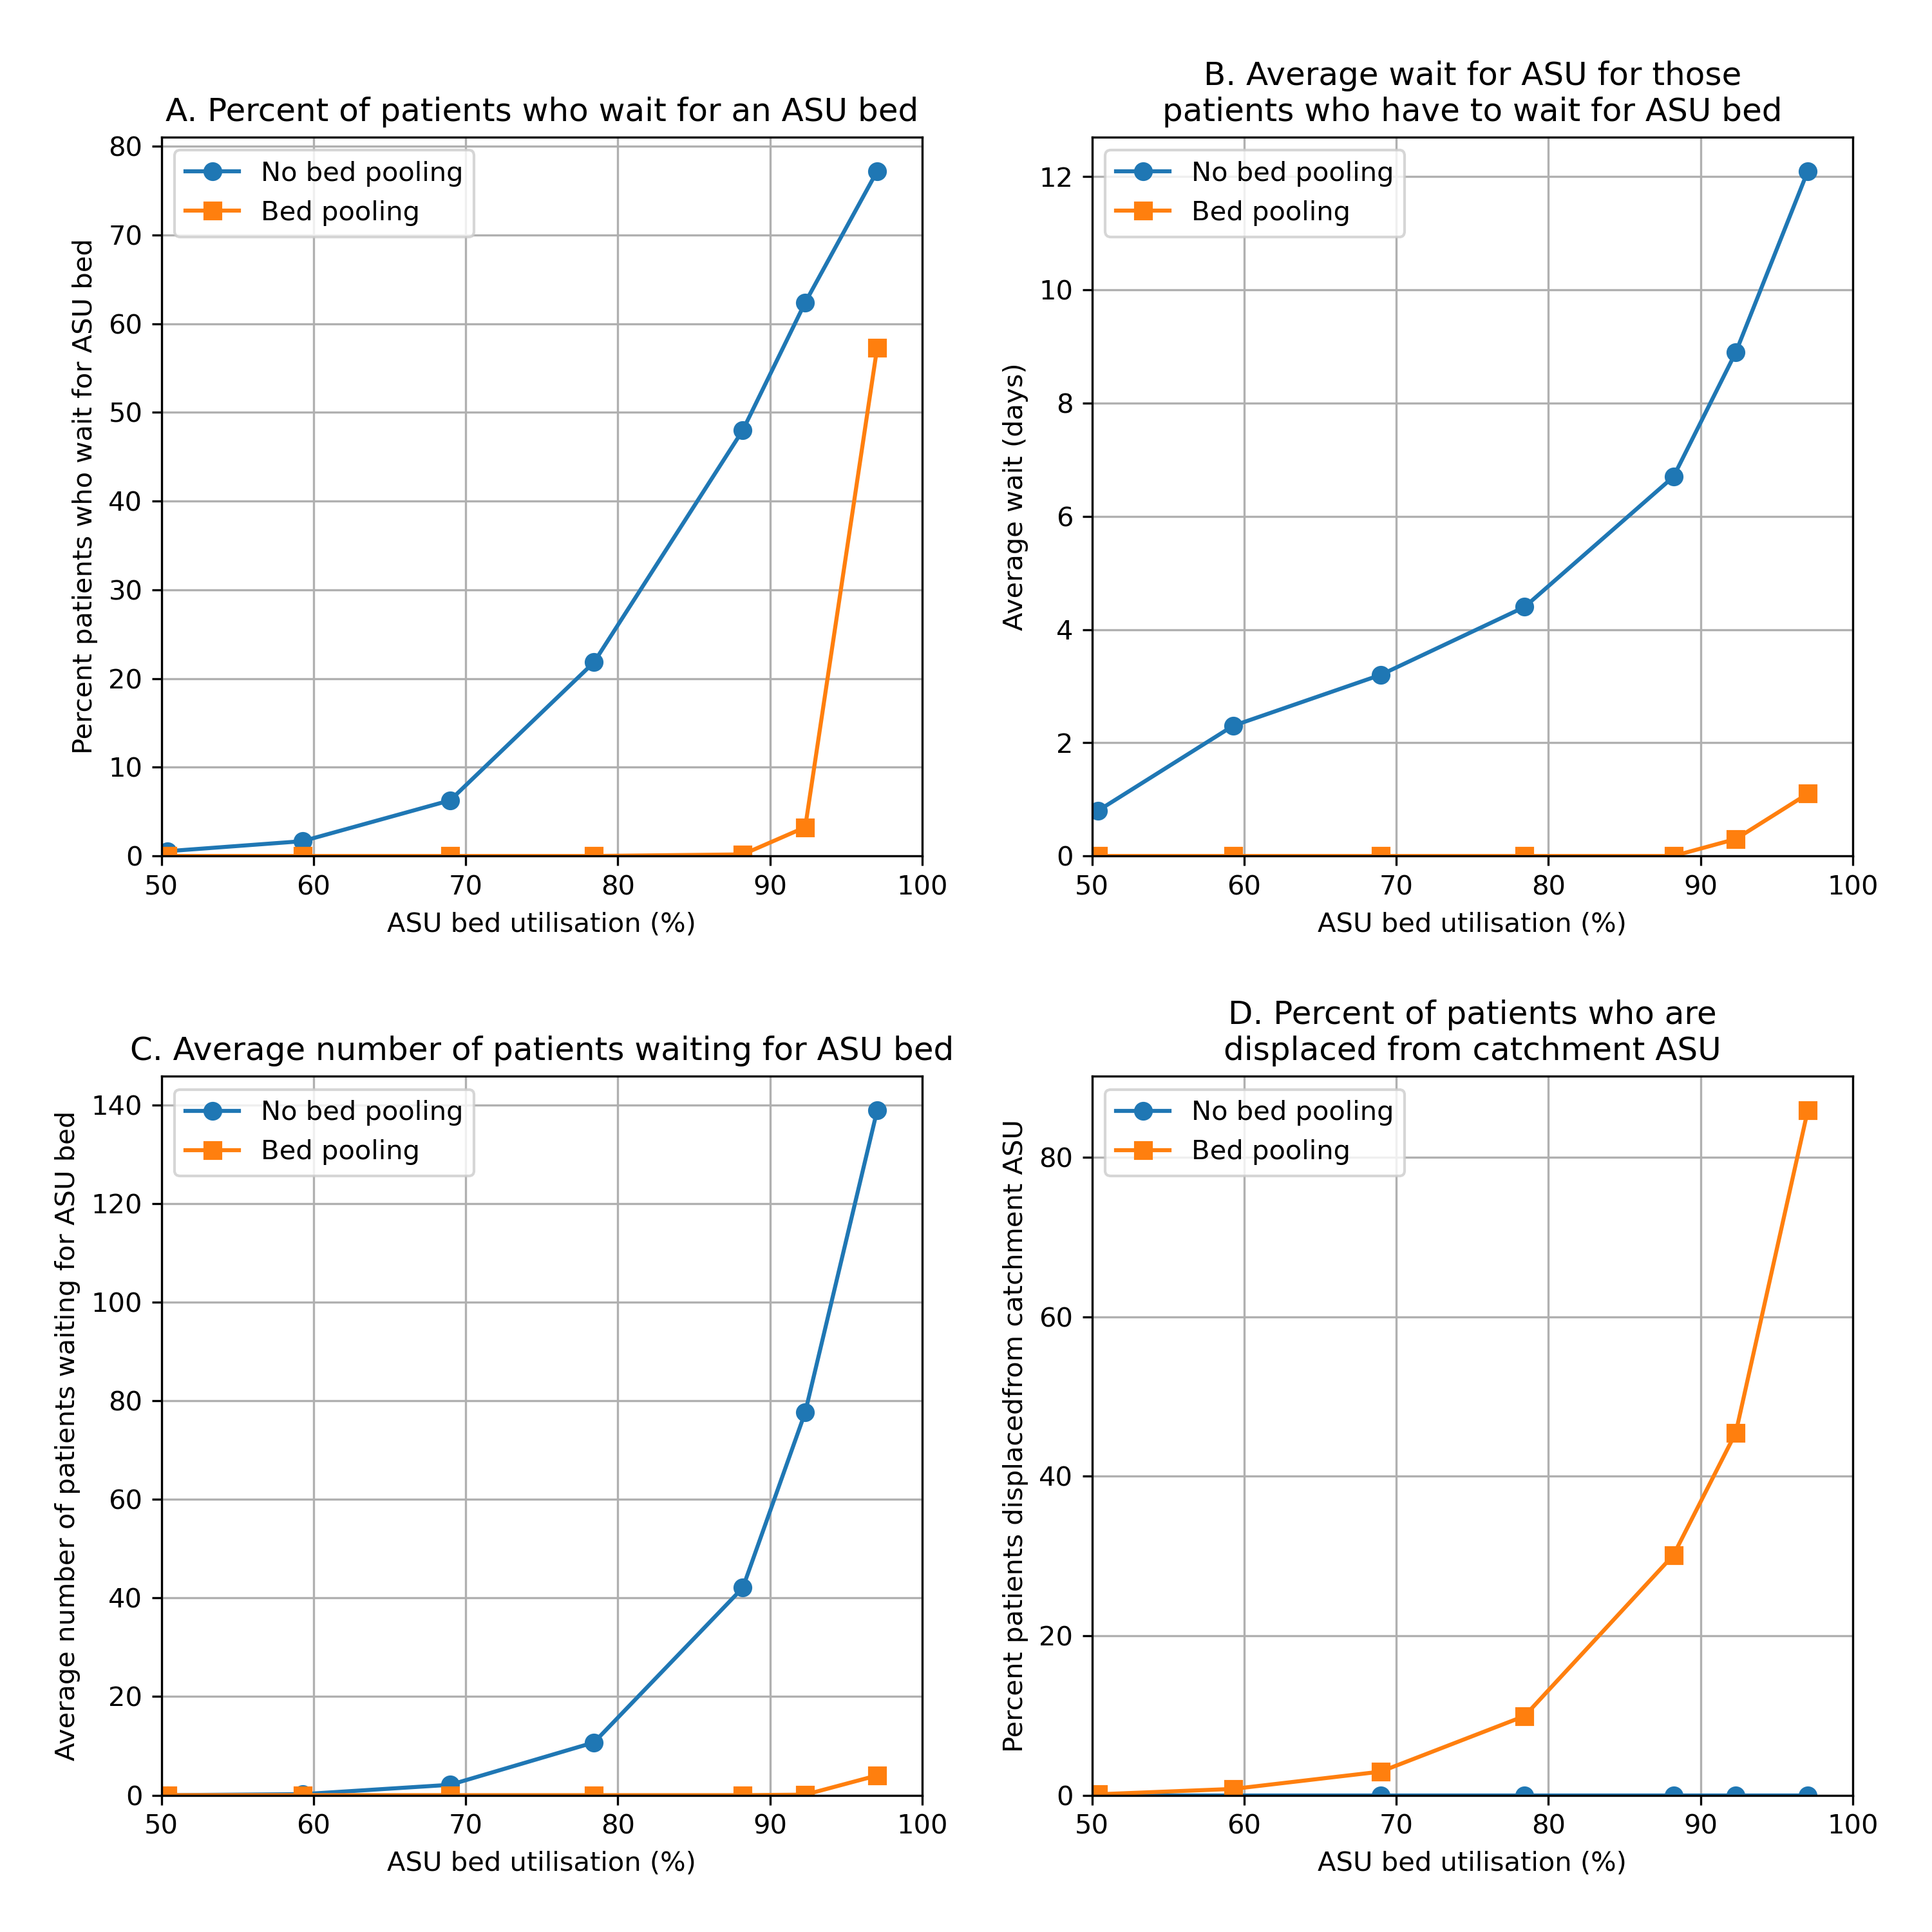 A. Percent of patients who wait for an ASU bed
Percent patients who wait for ASU bed
80
70
60
50
40
30
20
10
0
No bed pooling
Bed pooling
50 60 70 80 90 100
ASU bed utilisation (%)
B. Average wait for ASU for those
patients who have to wait for ASU bed
Average wait (days)
12
10
8
6
4
2
0
No bed pooling
Bed pooling
50 60 70 80 90 100
ASU bed utilisation (%)
C. Average number of patients waiting for ASU bed
Average number of patients waiting for ASU bed
140
120
100
80
60
40
20
0
No bed pooling
Bed pooling
50 60 70 80 90 100
ASU bed utilisation (%)
D. Percent of patients who are
displaced from catchment ASU
Percent patients displacedfrom catchment ASU
80
60
40
20
0
No bed pooling
Bed pooling
50 60 70 80 90 100
ASU bed utilisation (%)